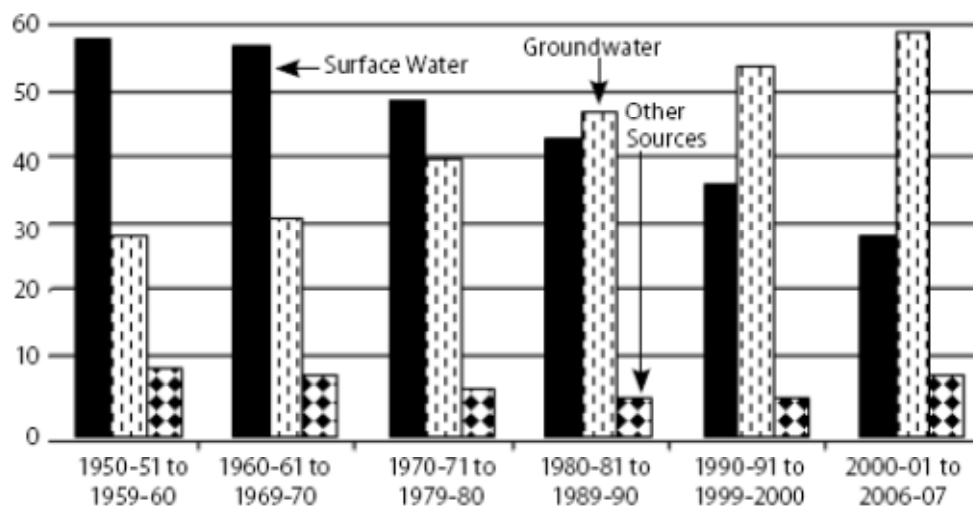 60
50
40
30
20
10
0
Surface Water
Groundwater
Other
Sources
1950-51 to
1959-60
1960-61 to
1969-70
1970-71 to
1979-80
1980-81 to
1989-90
1990-91 to
1999-2000
2000-01 to
2006-07